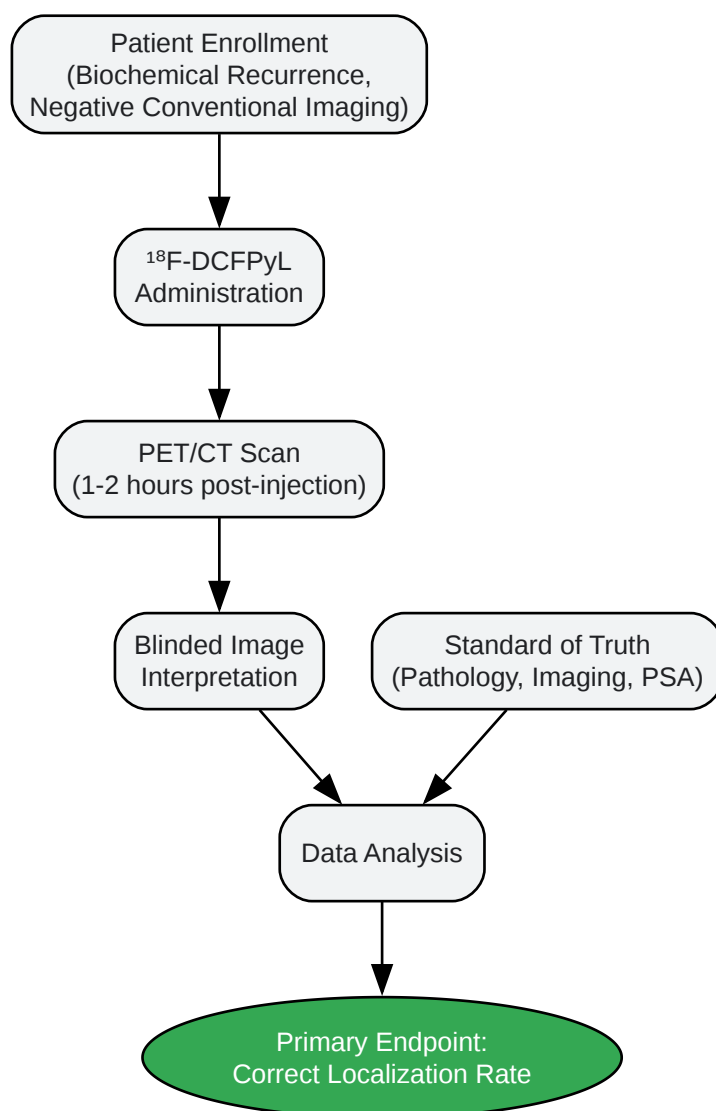 Patient Enrollment
(Biochemical Recurrence,
Negative Conventional Imaging)
¹⁸F-DCFPyL
Administration
PET/CT Scan
(1-2 hours post-injection)
Blinded Image
Interpretation
Standard of Truth
(Pathology, Imaging, PSA)
Data Analysis
Primary Endpoint:
Correct Localization Rate